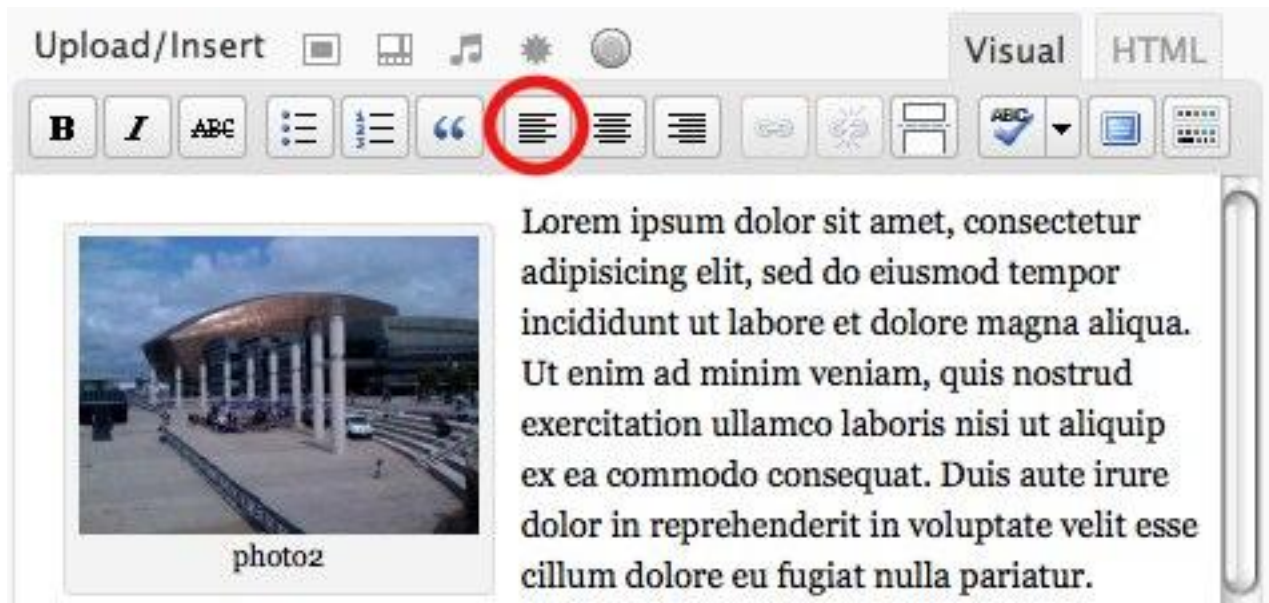 Upload/Insert
Visual
HTML
B
I
ABC
ABC
Lorem ipsum dolor sit amet, consectetur
adipisicing elit, sed do eiusmod tempor
incididunt ut labore et dolore magna aliqua.
Ut enim ad minim veniam, quis nostrud
exercitation ullamco laboris nisi ut aliquip
ex ea commodo consequat. Duis aute irure
dolor in reprehenderit in voluptate velit esse
cillum dolore eu fugiat nulla pariatur.
photo2